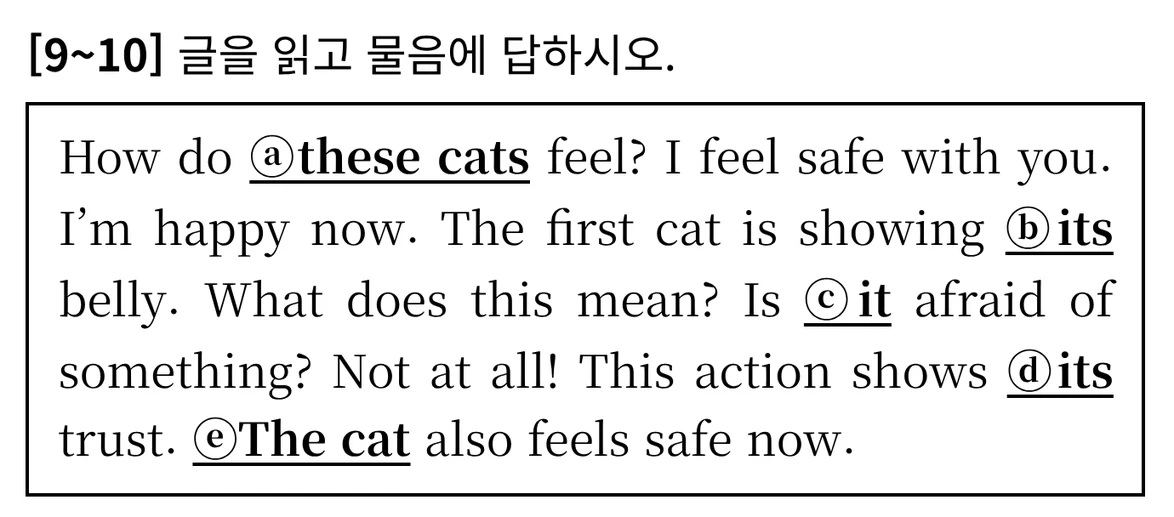 [9~10] 글을 읽고 물음에 답하시오.
How do ⓐthese cats feel? I feel safe with you.
I’m happy now. The first cat is showing ⓑits
belly. What does this mean? Is ⓒit afraid of
something? Not at all! This action shows ⓓits
trust. ⓔThe cat also feels safe now.